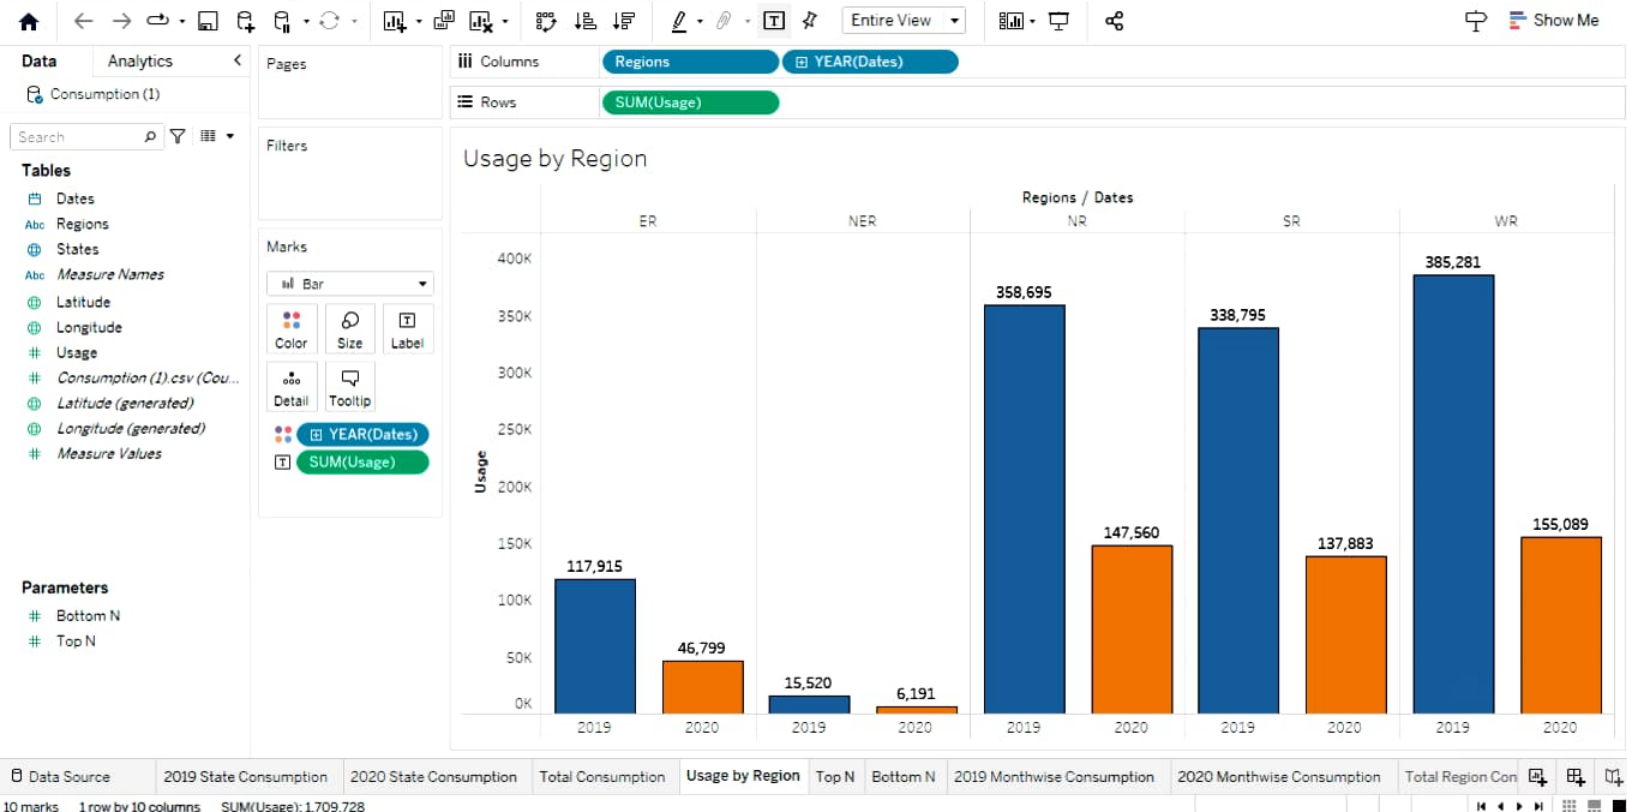 Entire View
Show Me
Data
Analytics
Consumption (1)
Search
Tables
Dates
Abc Regions
States
Abc Measure Names
Latitude
Longitude
# Usage
# Consumption (1).csv (Cou...
Latitude (generated)
Longitude (generated)
# Measure Values
Parameters
# Bottom N
# Top N
Pages
Filters
Marks
Bar
Color
Size
T Label
Detail
Tooltip
YEAR(Dates)
T SUM(Usage)
Columns
Regions
YEAR(Dates)
Rows
SUM(Usage)
Usage by Region
Regions / Dates
ER NER NR SR WR
Usage
400K
350K
300K
250K
200K
150K
100K
50K
0K
117,915
46,799
15,520
6,191
358,695
147,560
338,795
137,883
385,281
155,089
2019 2020 2019 2020 2019 2020 2019 2020 2019 2020
Data Source 2019 State Consumption 2020 State Consumption Total Consumption Usage by Region Top N Bottom N 2019 Monthwise Consumption 2020 Monthwise Consumption Total Region Con
10 marks 1 row by 10 columns SUM(Usage): 1,709,728